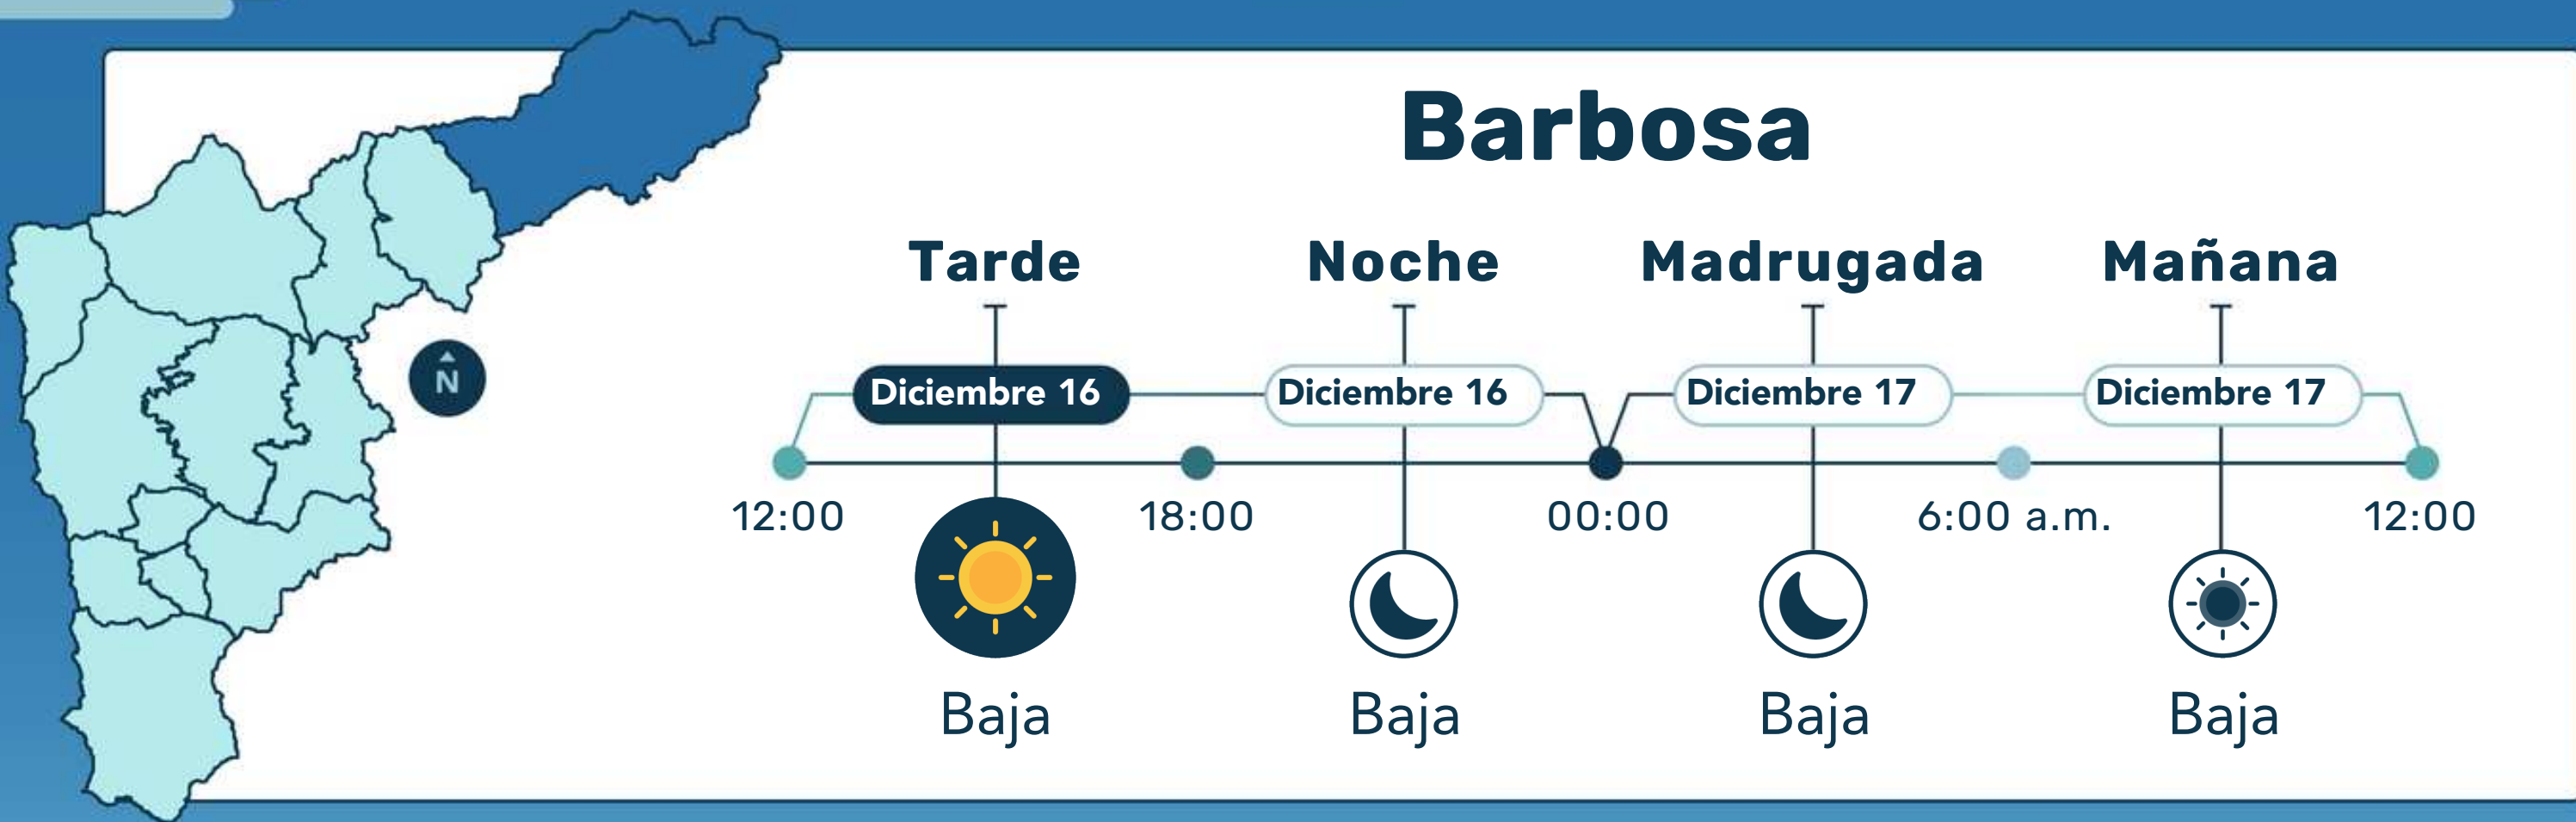 Barbosa
Tarde Noche Madrugada Mañana
N
Diciembre 16 Diciembre 16 Diciembre 17 Diciembre 17
12:00 18:00 00:00 6:00 a.m. 12:00
Baja Baja Baja Baja